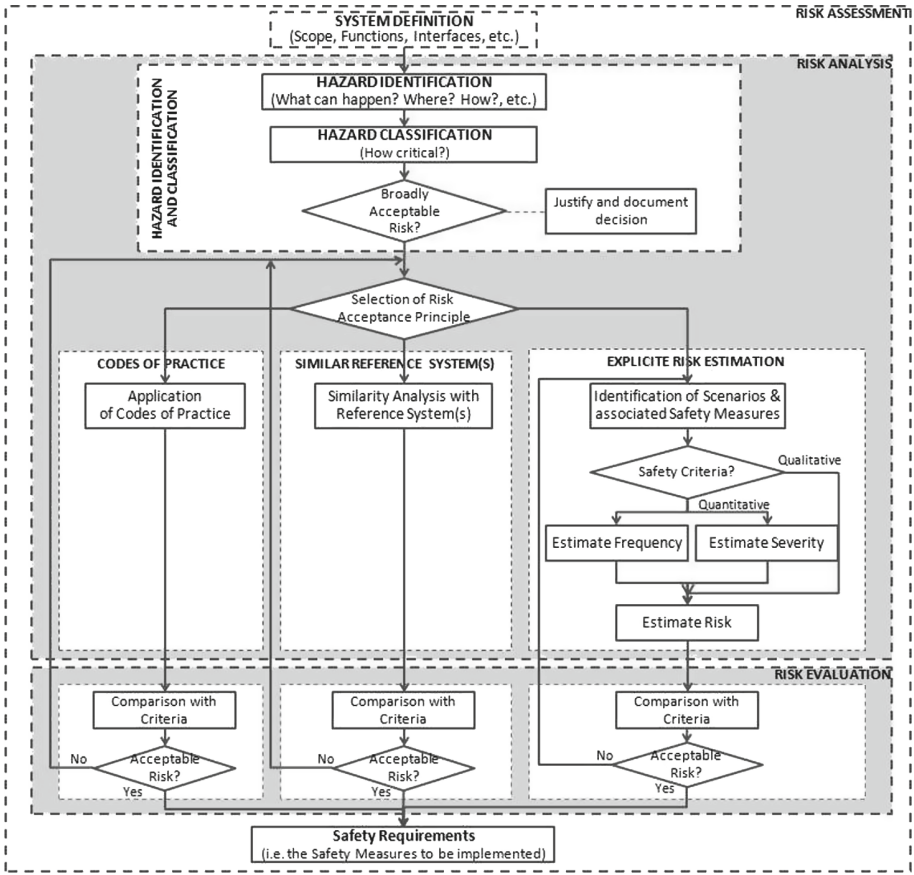 RISK ASSESSMENT
SYSTEM DEFINITION
(Scope, Functions, Interfaces, etc.)
RISK ANALYSIS
HAZARD IDENTIFICATION
AND CLASSIFICATION
HAZARD IDENTIFICATION
(What can happen? Where? How?, etc.)
HAZARD CLASSIFICATION
(How critical?)
Broadly
Acceptable
Risk?
Justify and document
decision
Selection of Risk
Acceptance Principle
CODES OF PRACTICE
Application
of Codes of Practice
SIMILAR REFERENCE SYSTEM(S)
Similarity Analysis with
Reference System(s)
EXPLICITE RISK ESTIMATION
Identification of Scenarios &
associated Safety Measures
Safety Criteria?
Qualitative
Quantitative
Estimate Frequency
Estimate Severity
Estimate Risk
RISK EVALUATION
Comparison with
Criteria
No
Acceptable
Risk?
Yes
Comparison with
Criteria
No
Acceptable
Risk?
Yes
Comparison with
Criteria
No
Acceptable
Risk?
Yes
Safety Requirements
(i.e. the Safety Measures to be implemented)